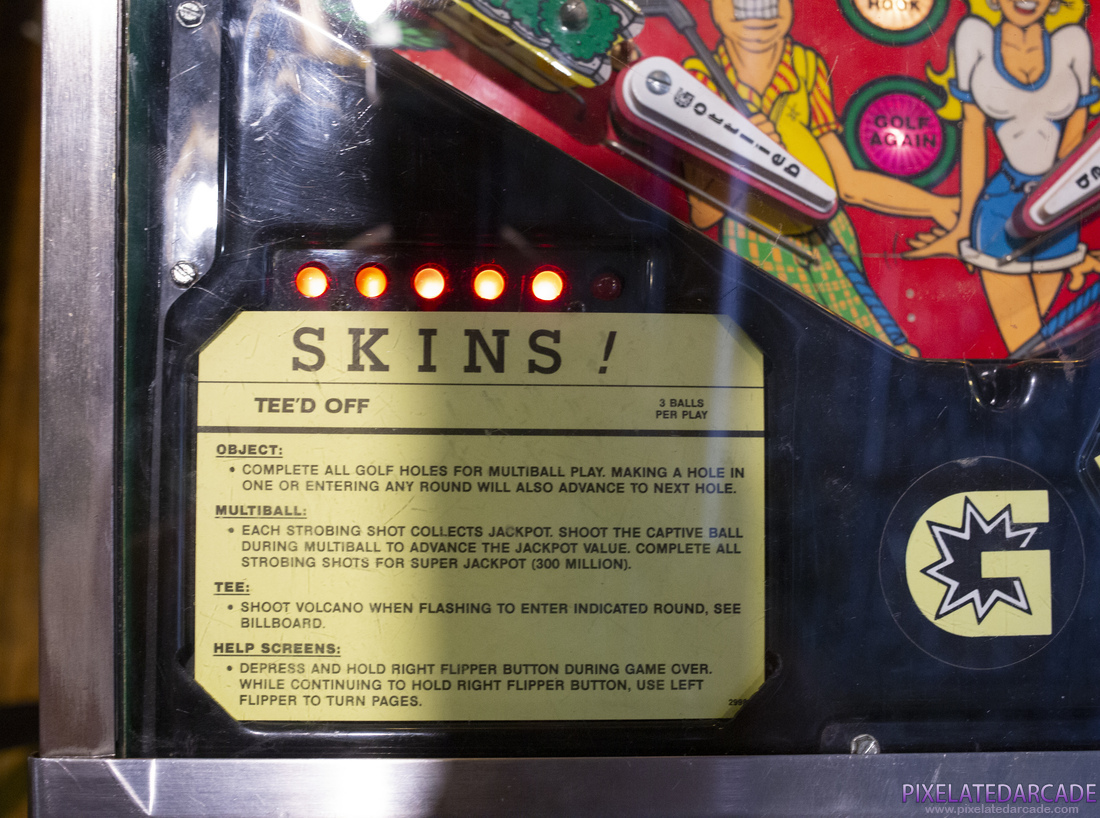 HOOK
GOLF
AGAIN
Gottlieb
SKINS!
TEE'D OFF
3 BALLS
PER PLAY
OBJECT:
• COMPLETE ALL GOLF HOLES FOR MULTIBALL PLAY. MAKING A HOLE IN
ONE OR ENTERING ANY ROUND WILL ALSO ADVANCE TO NEXT HOLE.
MULTIBALL:
• EACH STROBING SHOT COLLECTS JACKPOT. SHOOT THE CAPTIVE BALL
DURING MULTIBALL TO ADVANCE THE JACKPOT VALUE. COMPLETE ALL
STROBING SHOTS FOR SUPER JACKPOT (300 MILLION).
TEE:
• SHOOT VOLCANO WHEN FLASHING TO ENTER INDICATED ROUND, SEE
BILLBOARD.
HELP SCREENS:
• DEPRESS AND HOLD RIGHT FLIPPER BUTTON DURING GAME OVER.
WHILE CONTINUING TO HOLD RIGHT FLIPPER BUTTON, USE LEFT
FLIPPER TO TURN PAGES.
G
PIXELATEDARCADE
www.pixelatedarcade.com